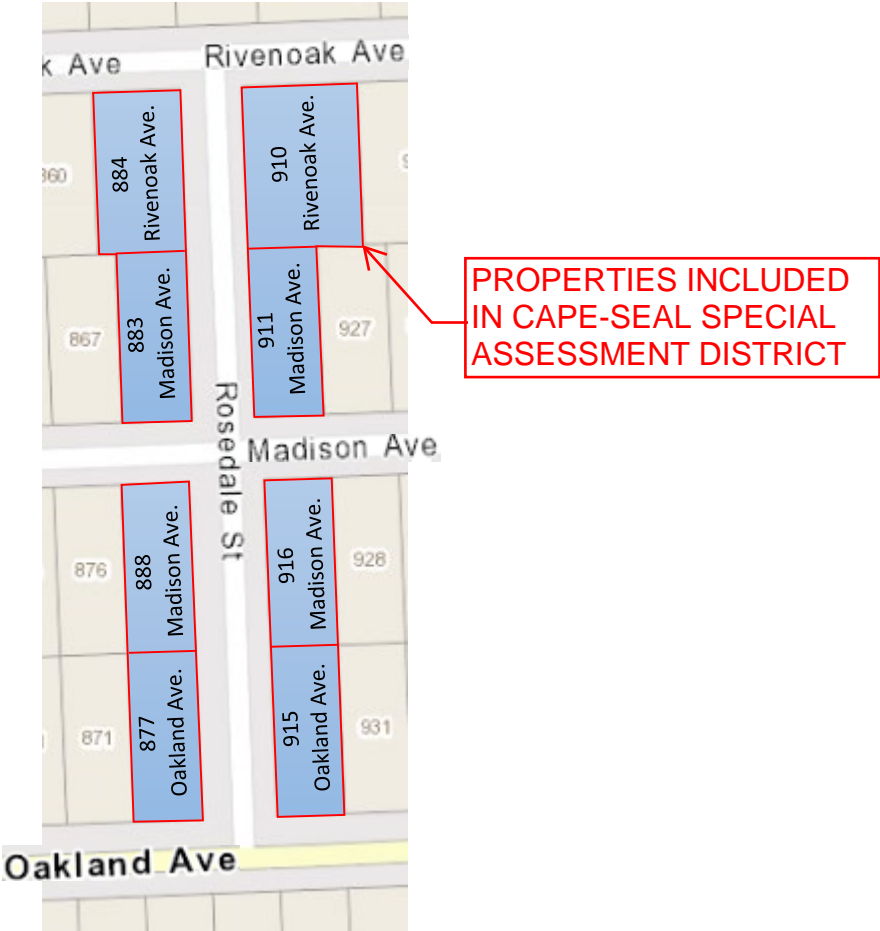 k Ave
Rivenoak Ave
884
Rivenoak Ave.
910
Rivenoak Ave.
860
883
Madison Ave.
911
Madison Ave.
867
927
PROPERTIES INCLUDED
IN CAPE-SEAL SPECIAL
ASSESSMENT DISTRICT
Rosedale St
Madison Ave
876
888
Madison Ave.
916
Madison Ave.
928
871
877
Oakland Ave.
915
Oakland Ave.
931
Oakland Ave